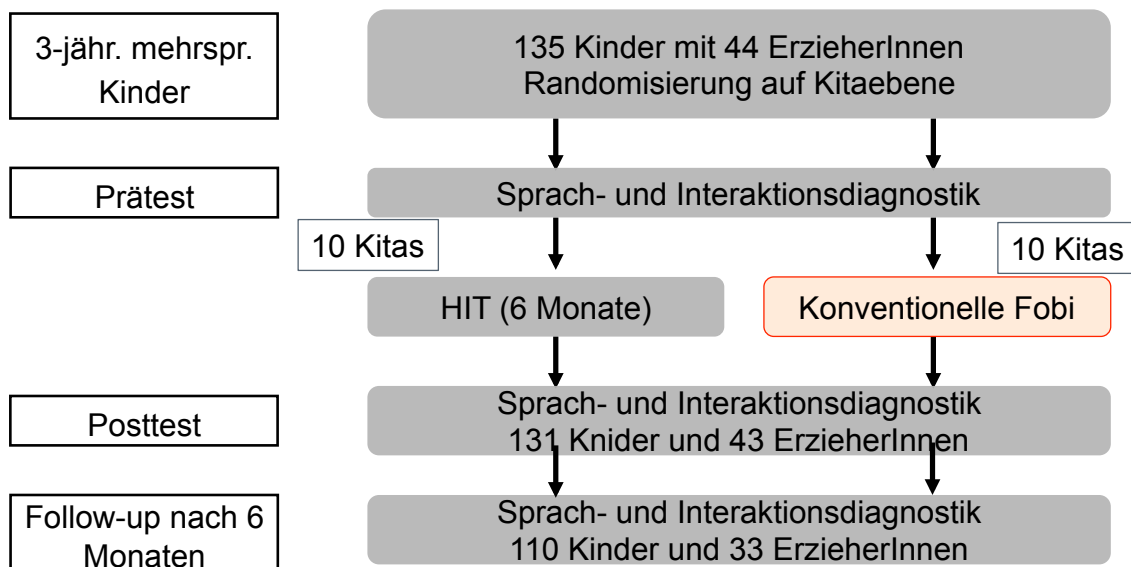 3-jähr. mehrspr.
Kinder
135 Kinder mit 44 ErzieherInnen
Randomisierung auf Kitaebene
Prätest
Sprach- und Interaktionsdiagnostik
10 Kitas
10 Kitas
HIT (6 Monate)
Konventionelle Fobi
Posttest
Sprach- und Interaktionsdiagnostik
131 Knider und 43 ErzieherInnen
Follow-up nach 6
Monaten
Sprach- und Interaktionsdiagnostik
110 Kinder und 33 ErzieherInnen